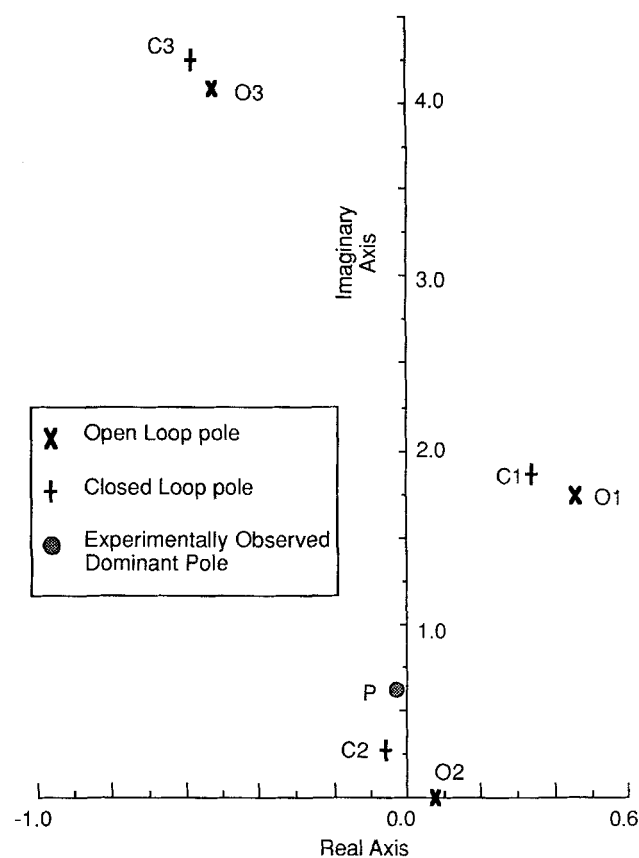 C3
O3
4.0
Imaginary
Axis
3.0
2.0
Open Loop pole
Closed Loop pole
Experimentally Observed
Dominant Pole
C1
O1
1.0
P
C2
O2
-1.0
0.0
0.6
Real Axis